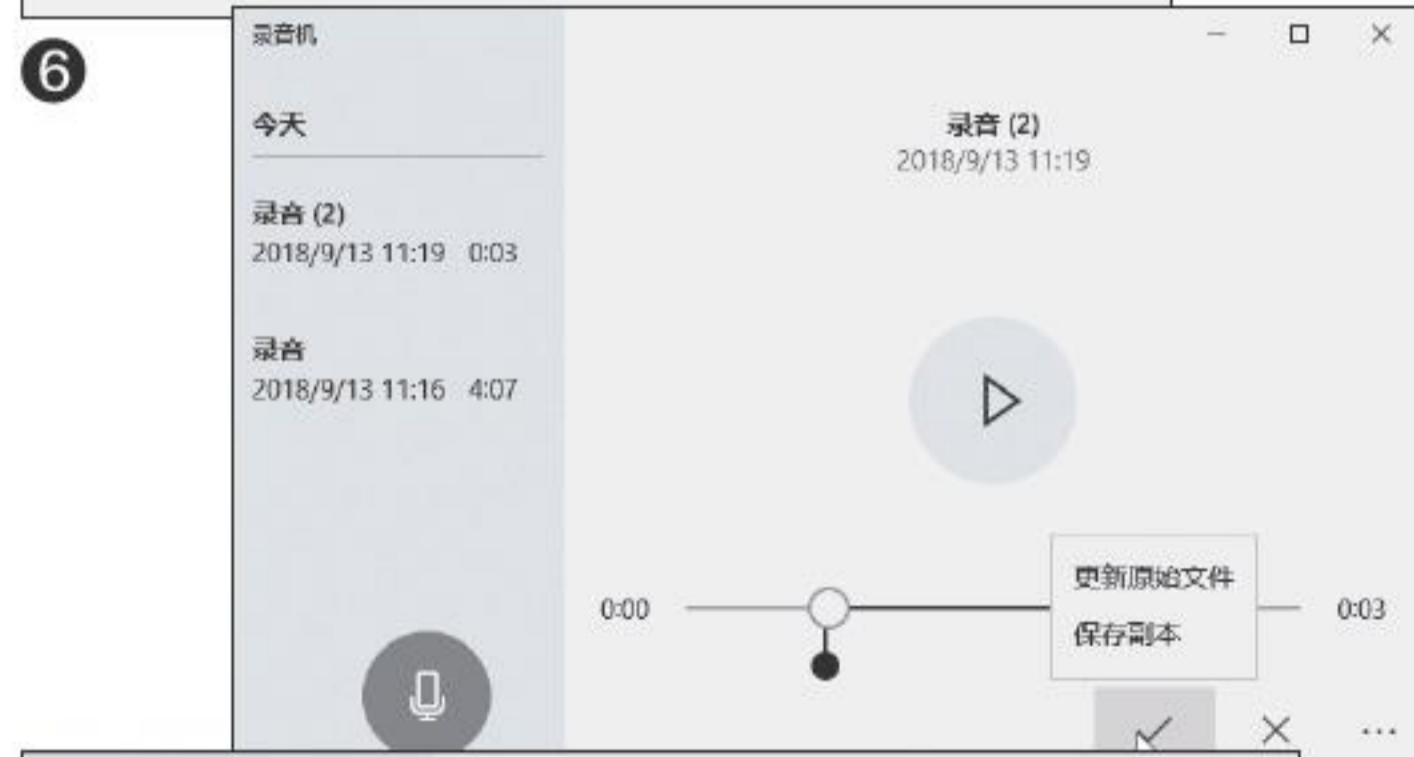 6
录音机
今天
录音 (2)
2018/9/13 11:19 0:03
录音
2018/9/13 11:16 4:07
录音 (2)
2018/9/13 11:19
更新原始文件
保存副本
0:00
0:03